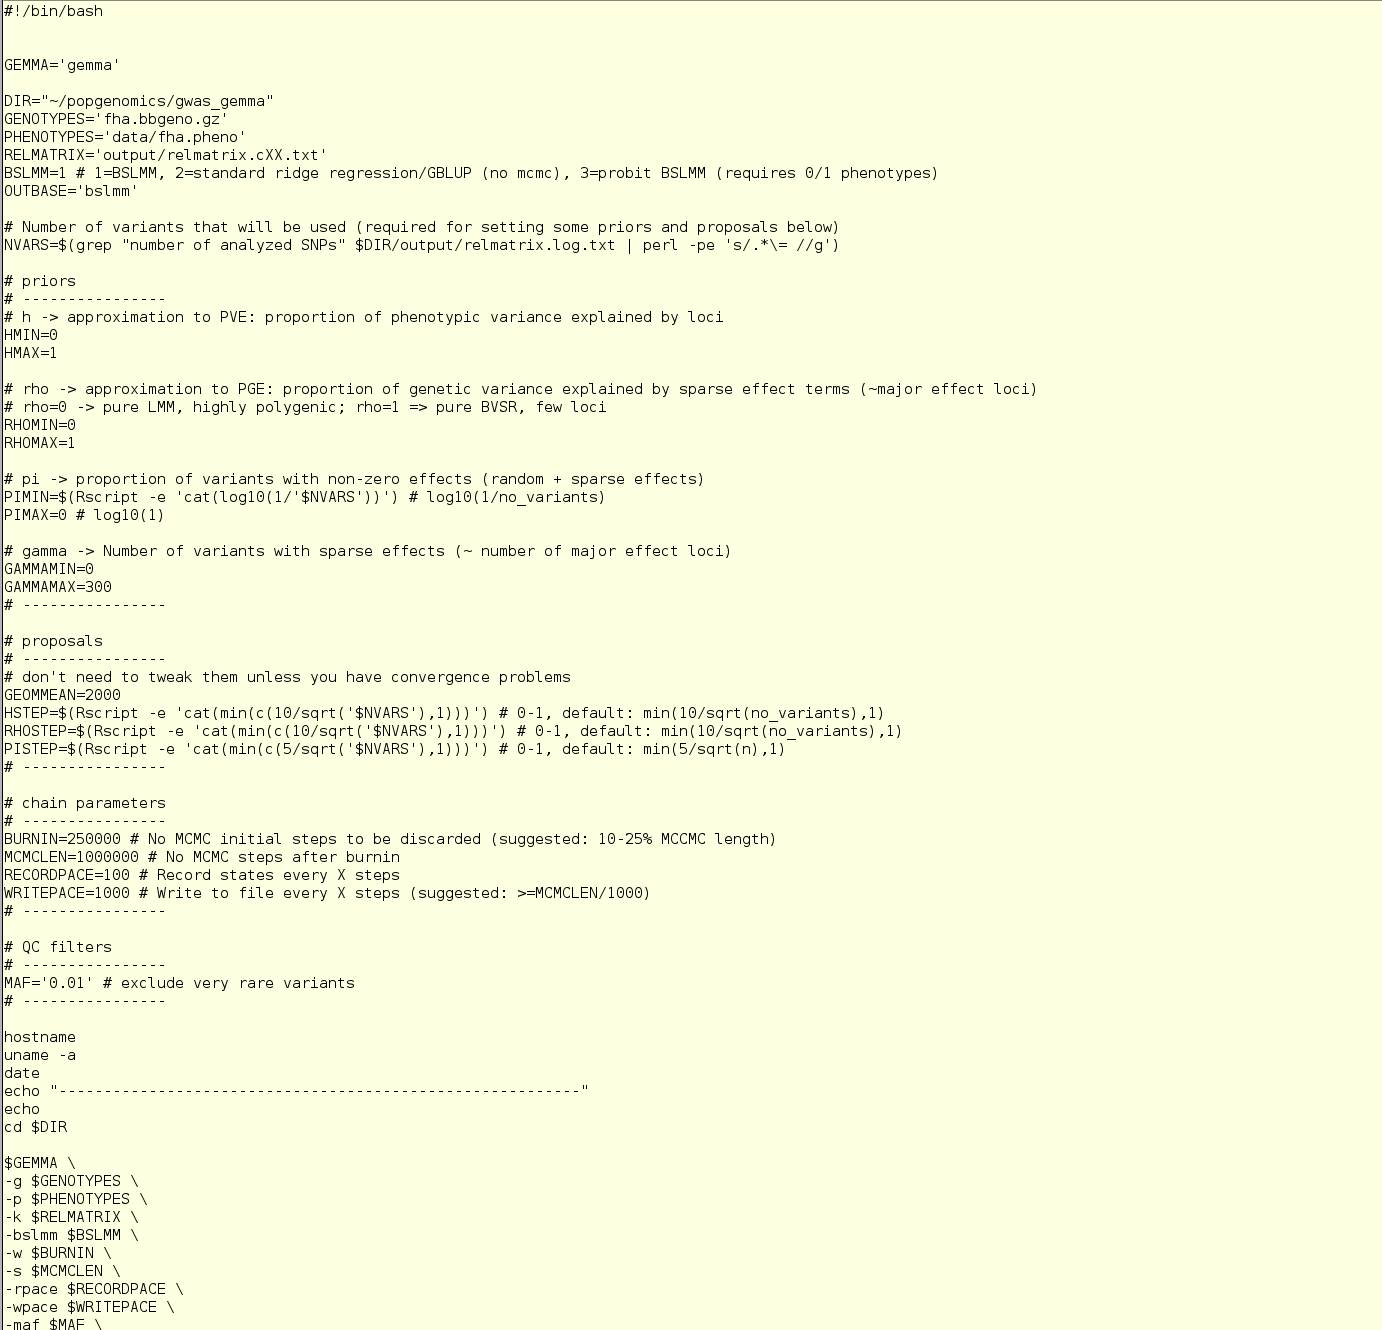 #!/bin/bash
GEMMA='gemma'
DIR="~/popgenomics/gwas_gemma"
GENOTYPES='fha.bbgeno.gz'
PHENOTYPES='data/fha.pheno'
RELMATRIX='output/relmatrix.cXX.txt'
BSLMM=1 # 1=BSLMM, 2=standard ridge regression/GBLUP (no mcmc), 3=probit BSLMM (requires 0/1 phenotypes)
OUTBASE='bslmm'
# Number of variants that will be used (required for setting some priors and proposals below)
NVARS=$(grep "number of analyzed SNPs" $DIR/output/relmatrix.log.txt | perl -pe 's/.*\= //g')
# priors
# ----------------
# h -> approximation to PVE: proportion of phenotypic variance explained by loci
HMIN=0
HMAX=1
# rho -> approximation to PGE: proportion of genetic variance explained by sparse effect terms (~major effect loci)
# rho=0 -> pure LMM, highly polygenic; rho=1 => pure BVSR, few loci
RHOMIN=0
RHOMAX=1
# pi -> proportion of variants with non-zero effects (random + sparse effects)
PIMIN=$(Rscript -e 'cat(log10(1/'$NVARS'))') # log10(1/no_variants)
PIMAX=0 # log10(1)
# gamma -> Number of variants with sparse effects (~ number of major effect loci)
GAMMAMIN=0
GAMMAMAX=300
# ----------------
# proposals
# ----------------
# don't need to tweak them unless you have convergence problems
GEOMMEAN=2000
HSTEP=$(Rscript -e 'cat(min(c(10/sqrt('$NVARS'),1)))') # 0-1, default: min(10/sqrt(no_variants),1)
RHOSTEP=$(Rscript -e 'cat(min(c(10/sqrt('$NVARS'),1)))') # 0-1, default: min(10/sqrt(no_variants),1)
PISTEP=$(Rscript -e 'cat(min(c(5/sqrt('$NVARS'),1)))') # 0-1, default: min(5/sqrt(n),1)
# ----------------
# chain parameters
# ----------------
BURNIN=250000 # No MCMC initial steps to be discarded (suggested: 10-25% MCCMC length)
MCMCLEN=1000000 # No MCMC steps after burnin
RECORDPACE=100 # Record states every X steps
WRITEPACE=1000 # Write to file every X steps (suggested: >=MCMCLEN/1000)
# ----------------
# QC filters
# ----------------
MAF='0.01' # exclude very rare variants
# ----------------
hostname
uname -a
date
echo "----------------------------------------------------------"
echo
cd $DIR
$GEMMA \
-g $GENOTYPES \
-p $PHENOTYPES \
-k $RELMATRIX \
-bslmm $BSLMM \
-w $BURNIN \
-s $MCMCLEN \
-rpace $RECORDPACE \
-wpace $WRITEPACE \
-maf $MAF \